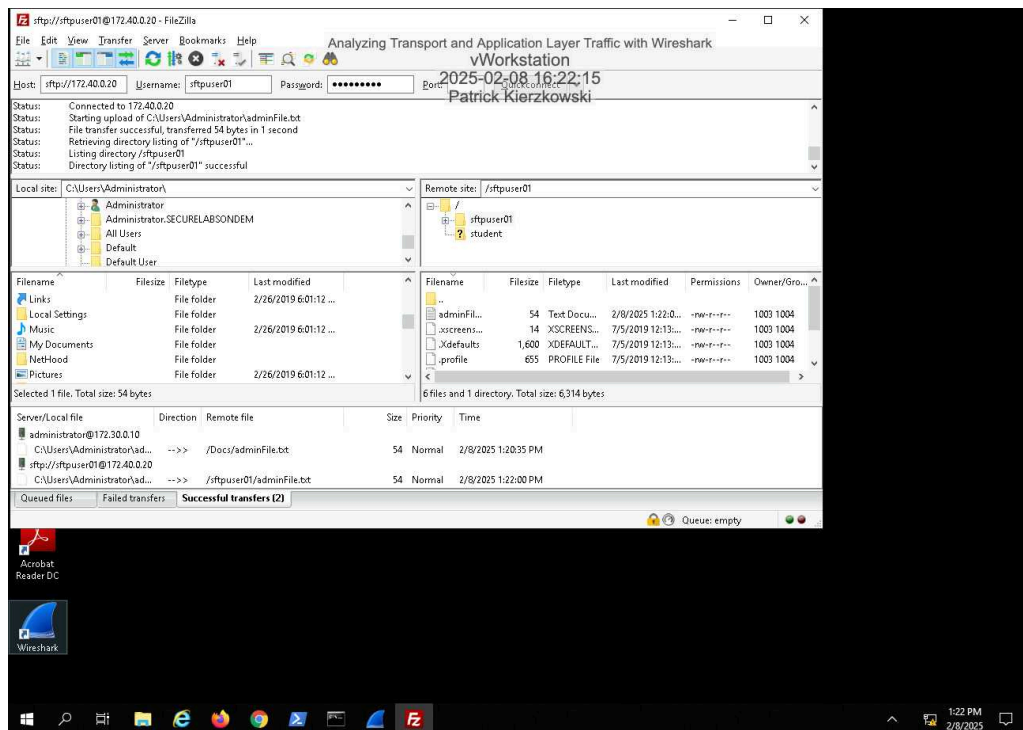 sftp://sftpuser01@172.40.0.20 - FileZilla
File Edit View Transfer Server Bookmarks Help
Analyzing Transport and Application Layer Traffic with Wireshark
vWorkstation
2025-02-08 16:22:15
Patrick Kierzkowski
Host: sftp://172.40.0.20 Username: sftpuser01 Password: ●●●●●●●●● Port: Quickconnect
Status: Connected to 172.40.0.20
Status: Starting upload of C:\Users\Administrator\adminFile.txt
Status: File transfer successful, transferred 54 bytes in 1 second
Status: Retrieving directory listing of "/sftpuser01"...
Status: Listing directory /sftpuser01
Status: Directory listing of "/sftpuser01" successful
Local site: C:\Users\Administrator\
Administrator
Administrator.SECURELABSONDEM
All Users
Default
Default User
Remote site: /sftpuser01
/
sftpuser01
? student
Filename Filesize Filetype Last modified
Links File folder 2/26/2019 6:01:12 ...
Local Settings File folder
Music File folder 2/26/2019 6:01:12 ...
My Documents File folder
NetHood File folder
Pictures File folder 2/26/2019 6:01:12 ...
Selected 1 file. Total size: 54 bytes
Filename Filesize Filetype Last modified Permissions Owner/Gro...
..
adminFil... 54 Text Docu... 2/8/2025 1:22:0... -rw-r--r-- 1003 1004
.xscreens... 14 XSCREENS... 7/5/2019 12:13:... -rw-r--r-- 1003 1004
.Xdefaults 1,600 XDEFAULT... 7/5/2019 12:13:... -rw-r--r-- 1003 1004
.profile 655 PROFILE File 7/5/2019 12:13:... -rw-r--r-- 1003 1004
6 files and 1 directory. Total size: 6,314 bytes
Server/Local file Direction Remote file Size Priority Time
administrator@172.30.0.10
C:\Users\Administrator\ad... -->> /Docs/adminFile.txt 54 Normal 2/8/2025 1:20:35 PM
sftp://sftpuser01@172.40.0.20
C:\Users\Administrator\ad... -->> /sftpuser01/adminFile.txt 54 Normal 2/8/2025 1:22:00 PM
Queued files Failed transfers Successful transfers (2)
Queue: empty
Acrobat
Reader DC
Wireshark
1:22 PM
2/8/2025